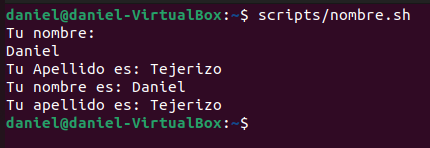 daniel@daniel-VirtualBox:~$ scripts/nombre.sh
Tu nombre:
Daniel
Tu Apellido es: Tejerizo
Tu nombre es: Daniel
Tu apellido es: Tejerizo
daniel@daniel-VirtualBox:~$